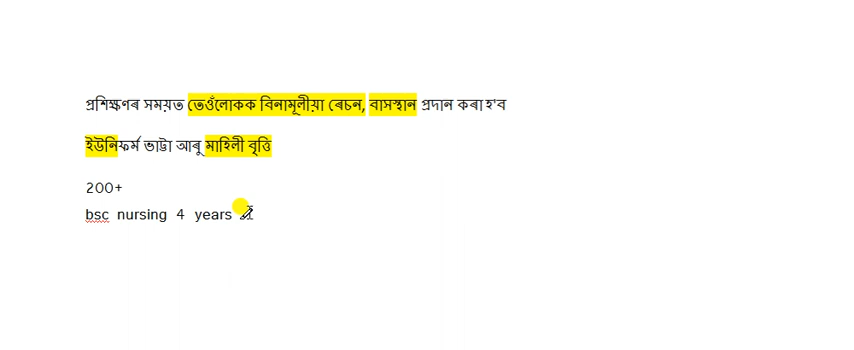 প্ৰশিক্ষণৰ সময়ত তেওঁলোকক বিনামূলীয়া ৰেচন, বাসস্থান প্ৰদান কৰা হ'ব
ইউনিফৰ্ম ভাট্টা আৰু মাহিলী বৃত্তি
200+
bsc nursing 4 years